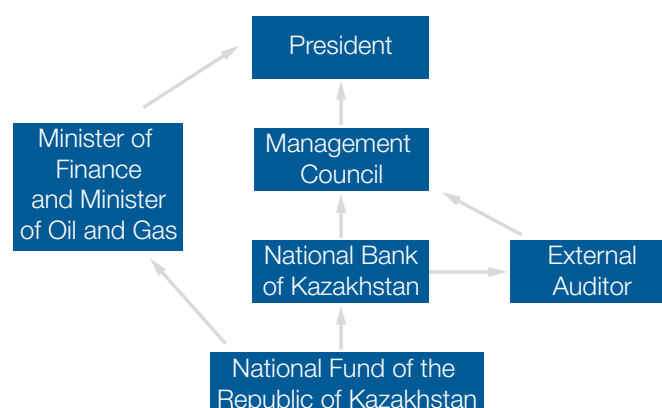 President
Minister of
Finance
and Minister
of Oil and Gas
Management
Council
National Bank
of Kazakhstan
External
Auditor
National Fund of the
Republic of Kazakhstan